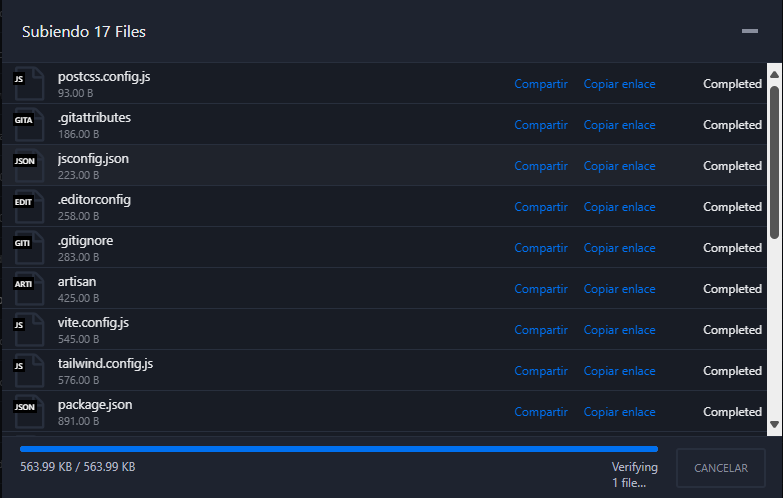 Subiendo 17 Files
JS
postcss.config.js
93.00 B
Compartir
Copiar enlace
Completed
GITA
.gitattributes
186.00 B
Compartir
Copiar enlace
Completed
JSON
jsconfig.json
223.00 B
Compartir
Copiar enlace
Completed
EDIT
.editorconfig
258.00 B
Compartir
Copiar enlace
Completed
GITI
.gitignore
283.00 B
Compartir
Copiar enlace
Completed
ARTI
artisan
425.00 B
Compartir
Copiar enlace
Completed
JS
vite.config.js
545.00 B
Compartir
Copiar enlace
Completed
JS
tailwind.config.js
576.00 B
Compartir
Copiar enlace
Completed
JSON
package.json
891.00 B
Compartir
Copiar enlace
Completed
563.99 KB / 563.99 KB
Verifying
1 file...
CANCELAR